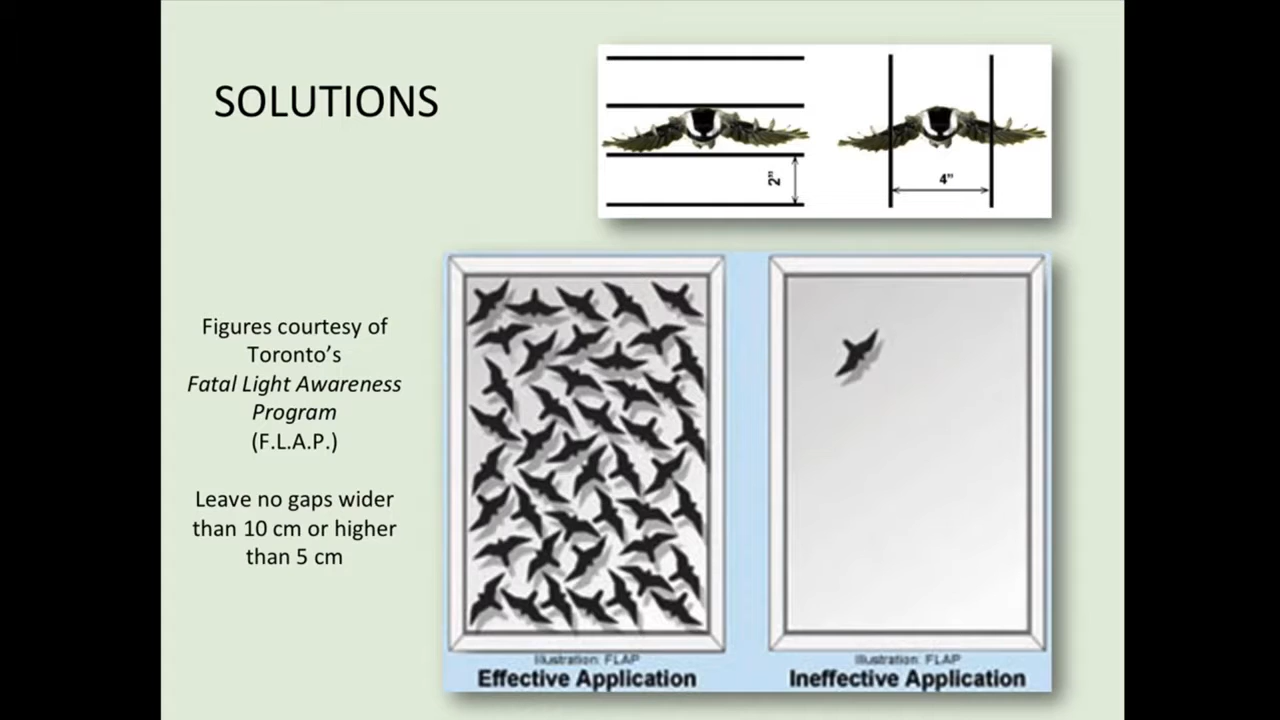 SOLUTIONS
2"
4"
Figures courtesy of
Toronto’s
Fatal Light Awareness
Program
(F.L.A.P.)
Leave no gaps wider
than 10 cm or higher
than 5 cm
Illustration: FLAP
Effective Application
Illustration: FLAP
Ineffective Application